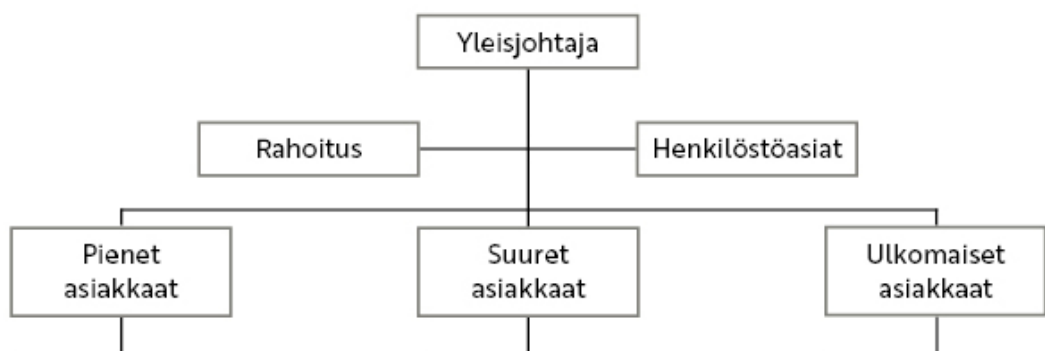 Yleisjohtaja
Rahoitus
Henkilöstöasiat
Pienet
asiakkaat
Suuret
asiakkaat
Ulkomaiset
asiakkaat